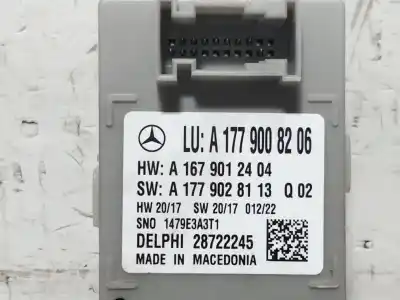 LU: A 177 900 82 06
HW: A 167 901 24 04
SW: A 177 902 81 13 Q 02
HW 20/17 SW 20/17 012/22
SNO 1479E3A3T1
DELPHI 28722245
MADE IN MACEDONIA